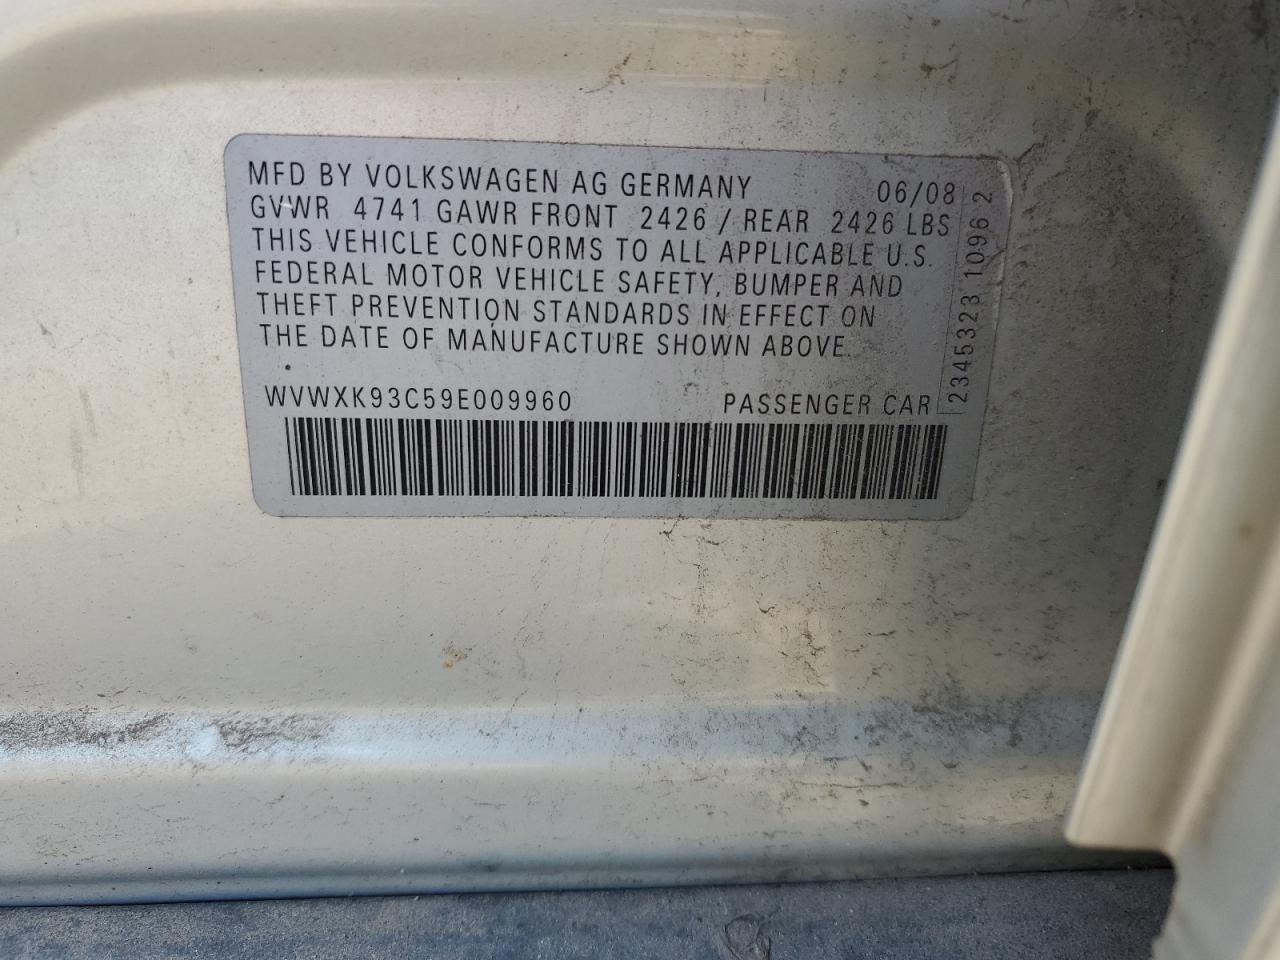 MFD BY VOLKSWAGEN AG GERMANY 06/08
GVWR 4741 GAWR FRONT 2426 / REAR 2426 LBS
THIS VEHICLE CONFORMS TO ALL APPLICABLE U.S.
FEDERAL MOTOR VEHICLE SAFETY, BUMPER AND
THEFT PREVENTION STANDARDS IN EFFECT ON
THE DATE OF MANUFACTURE SHOWN ABOVE.
WVWXK93C59E009960 PASSENGER CAR
2345323 1096 2